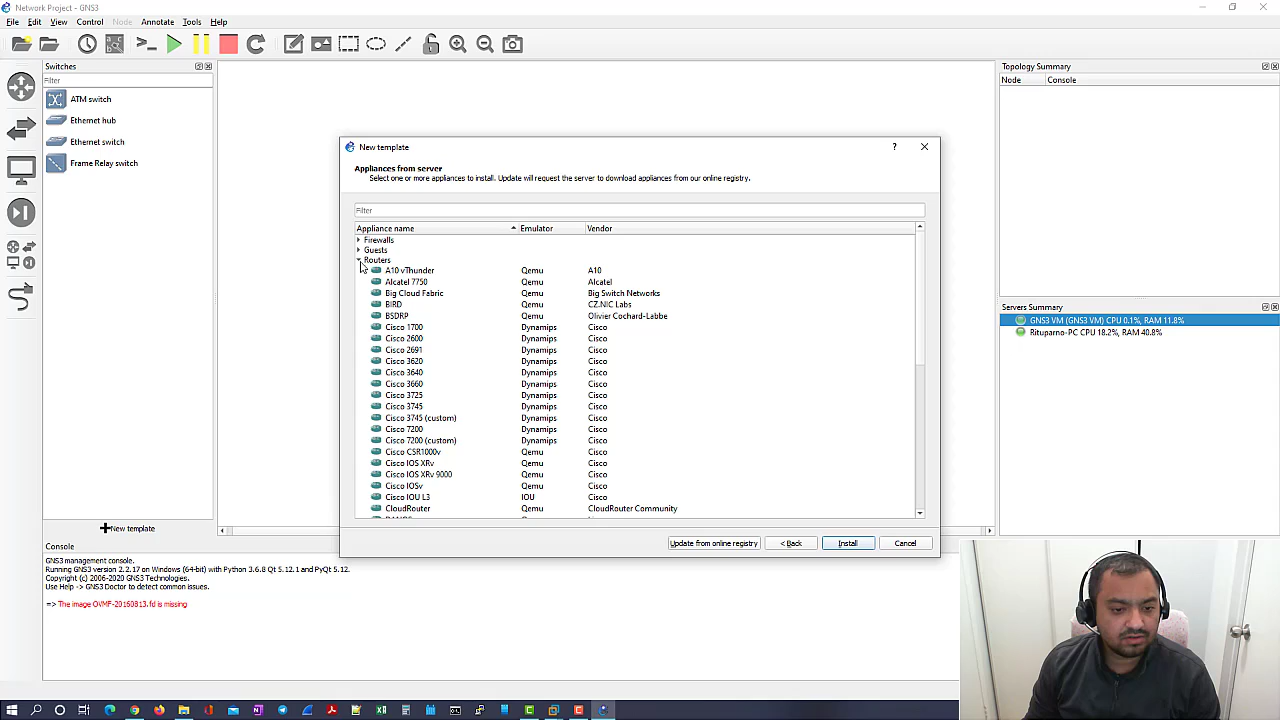 Network Project - GNS3
File Edit View Control Node Annotate Tools Help
Switches
Filter
ATM switch
Ethernet hub
Ethernet switch
Frame Relay switch
New template
New template
Appliances from server
Select one or more appliances to install. Update will request the server to download appliances from our online registry.
Filter
Appliance name Emulator Vendor
Firewalls
Guests
Routers
A10 vThunder Qemu A10
Alcatel 7750 Qemu Alcatel
Big Cloud Fabric Qemu Big Switch Networks
BIRD Qemu CZ.NIC Labs
BSDRP Qemu Olivier Cochard-Labbe
Cisco 1700 Dynamips Cisco
Cisco 2600 Dynamips Cisco
Cisco 2691 Dynamips Cisco
Cisco 3620 Dynamips Cisco
Cisco 3640 Dynamips Cisco
Cisco 3660 Dynamips Cisco
Cisco 3725 Dynamips Cisco
Cisco 3745 Dynamips Cisco
Cisco 3745 (custom) Dynamips Cisco
Cisco 7200 Dynamips Cisco
Cisco 7200 (custom) Dynamips Cisco
Cisco CSR1000v Qemu Cisco
Cisco IOS XRv Qemu Cisco
Cisco IOS XRv 9000 Qemu Cisco
Cisco IOSv Qemu Cisco
Cisco IOU L3 IOU Cisco
CloudRouter Qemu CloudRouter Community
Update from online registry < Back Install Cancel
Topology Summary
Node Console
Servers Summary
GNS3 VM (GNS3 VM) CPU 0.1%, RAM 11.8%
Rituparno-PC CPU 18.2%, RAM 40.8%
Console
GNS3 management console.
Running GNS3 version 2.2.17 on Windows (64-bit) with Python 3.6.8 Qt 5.12.1 and PyQt 5.12.
Copyright (c) 2006-2020 GNS3 Technologies.
Use Help -> GNS3 Doctor to detect common issues.
=> The image OVMF-20160813.fd is missing